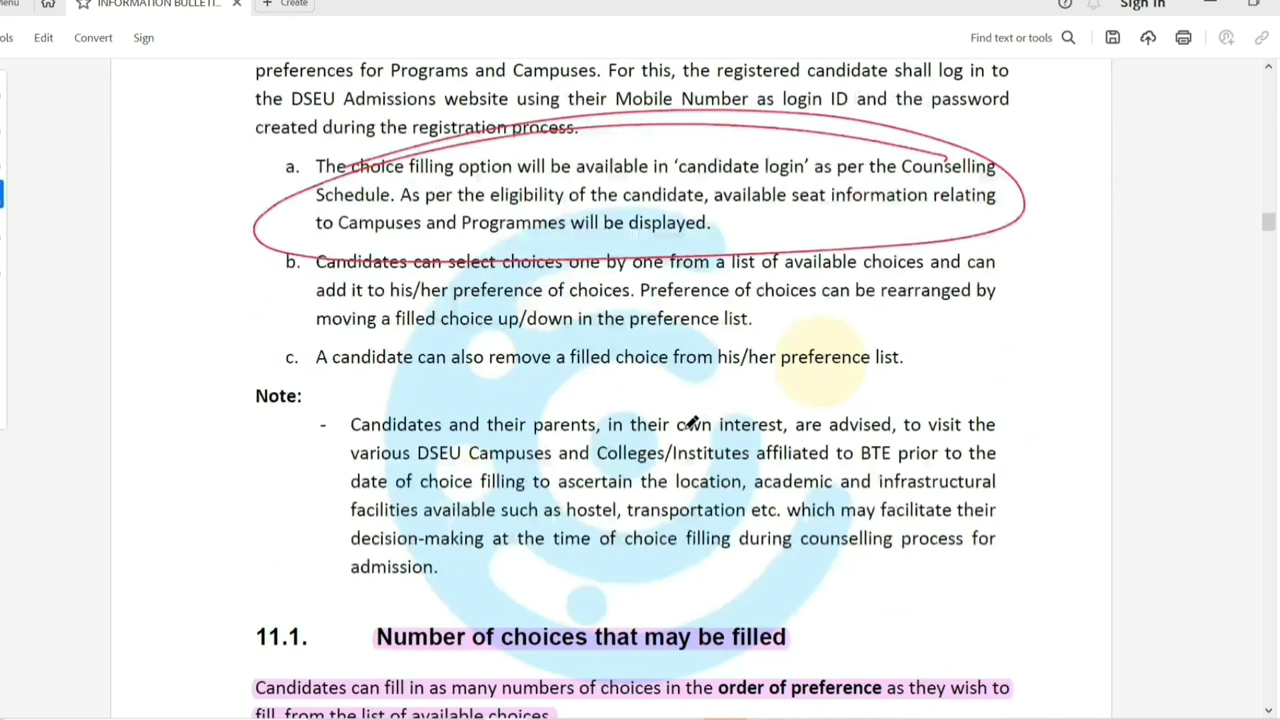 INFORMATION BULLETI...
Create
Sign in
Edit Convert Sign
Find text or tools
preferences for Programs and Campuses. For this, the registered candidate shall log in to
the DSEU Admissions website using their Mobile Number as login ID and the password
created during the registration process.
a. The choice filling option will be available in ‘candidate login’ as per the Counselling
Schedule. As per the eligibility of the candidate, available seat information relating
to Campuses and Programmes will be displayed.
b. Candidates can select choices one by one from a list of available choices and can
add it to his/her preference of choices. Preference of choices can be rearranged by
moving a filled choice up/down in the preference list.
c. A candidate can also remove a filled choice from his/her preference list.
Note:
- Candidates and their parents, in their own interest, are advised, to visit the
various DSEU Campuses and Colleges/Institutes affiliated to BTE prior to the
date of choice filling to ascertain the location, academic and infrastructural
facilities available such as hostel, transportation etc. which may facilitate their
decision-making at the time of choice filling during counselling process for
admission.
11.1. Number of choices that may be filled
Candidates can fill in as many numbers of choices in the order of preference as they wish to
fill, from the list of available choices.